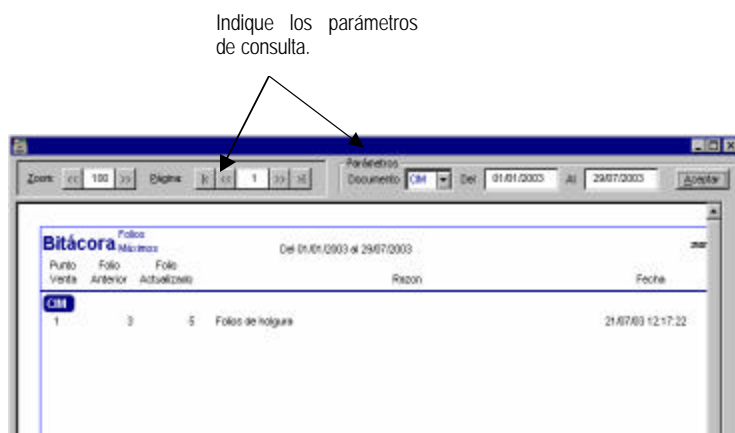 Indique los parámetros
de consulta.
Parámetros
Zoom: << 100 >> Página: |< << 1 >> >| Documento CIM Del 01/01/2003 Al 29/07/2003 Aceptar
Bitácora Folios Máximos
Del 01/01/2003 al 29/07/2003
Punto Folio Folio
Venta Anterior Actualizado Razon Fecha
CIM
1 3 5 Folios de holgura 21/07/03 12:17:22